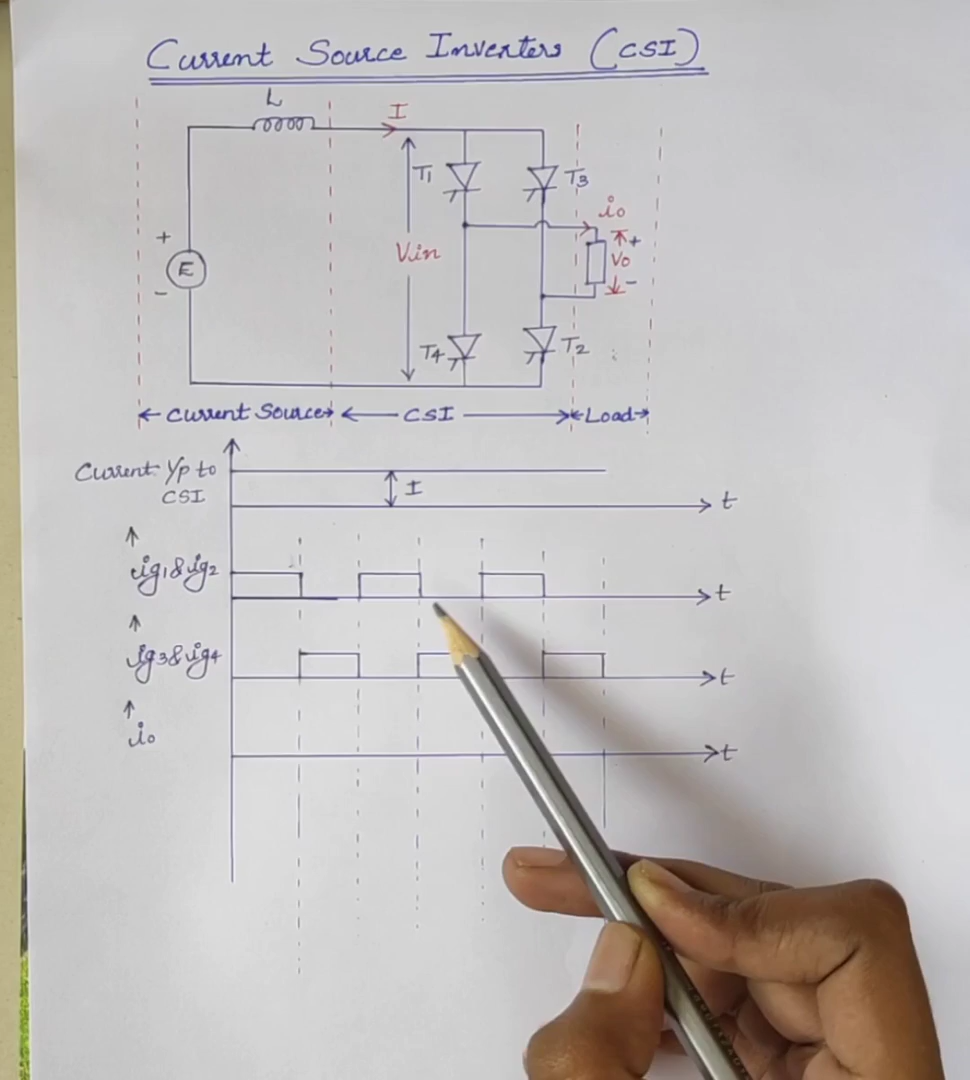 Current Source Inverters (CSI)
L
I
T1
T3
io
+
Vin
+
E
Vo
-
-
T4
T2
Current Source
CSI
Load
Current I/p to
CSI
I
t
ig1 & ig2
t
ig3 & ig4
t
io
t